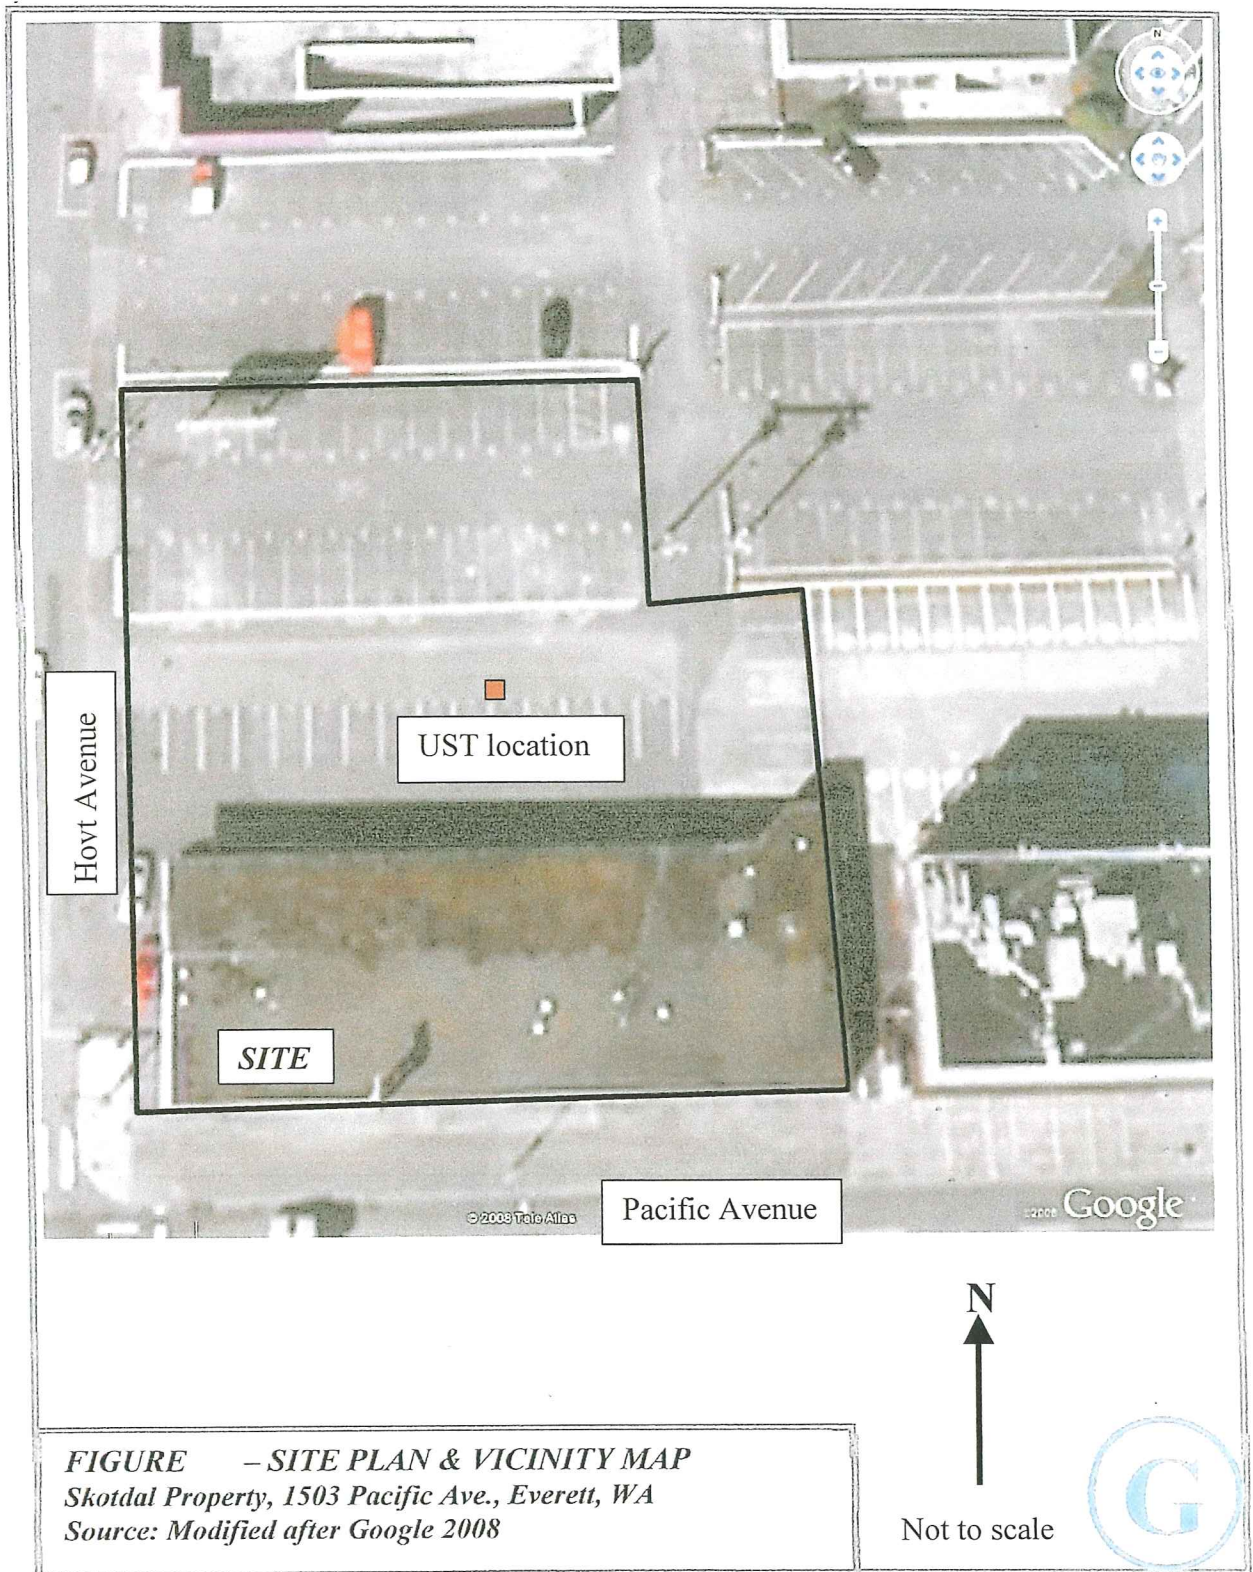 N
UST location
Hovt Avenue
SITE
© 2008 Tele Atlas
Pacific Avenue
©2008 Google
N
Not to scale
G
FIGURE – SITE PLAN & VICINITY MAP
Skotdal Property, 1503 Pacific Ave., Everett, WA
Source: Modified after Google 2008